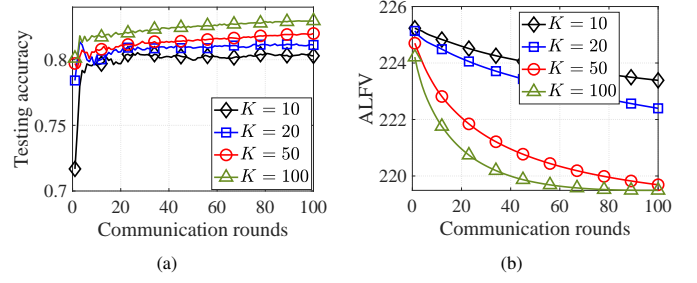 Testing accuracy
0.8
0.75
0.7
K = 10
K = 20
K = 50
K = 100
0 20 40 60 80 100
Communication rounds
(a)
ALFV
226
224
222
220
K = 10
K = 20
K = 50
K = 100
0 20 40 60 80 100
Communication rounds
(b)